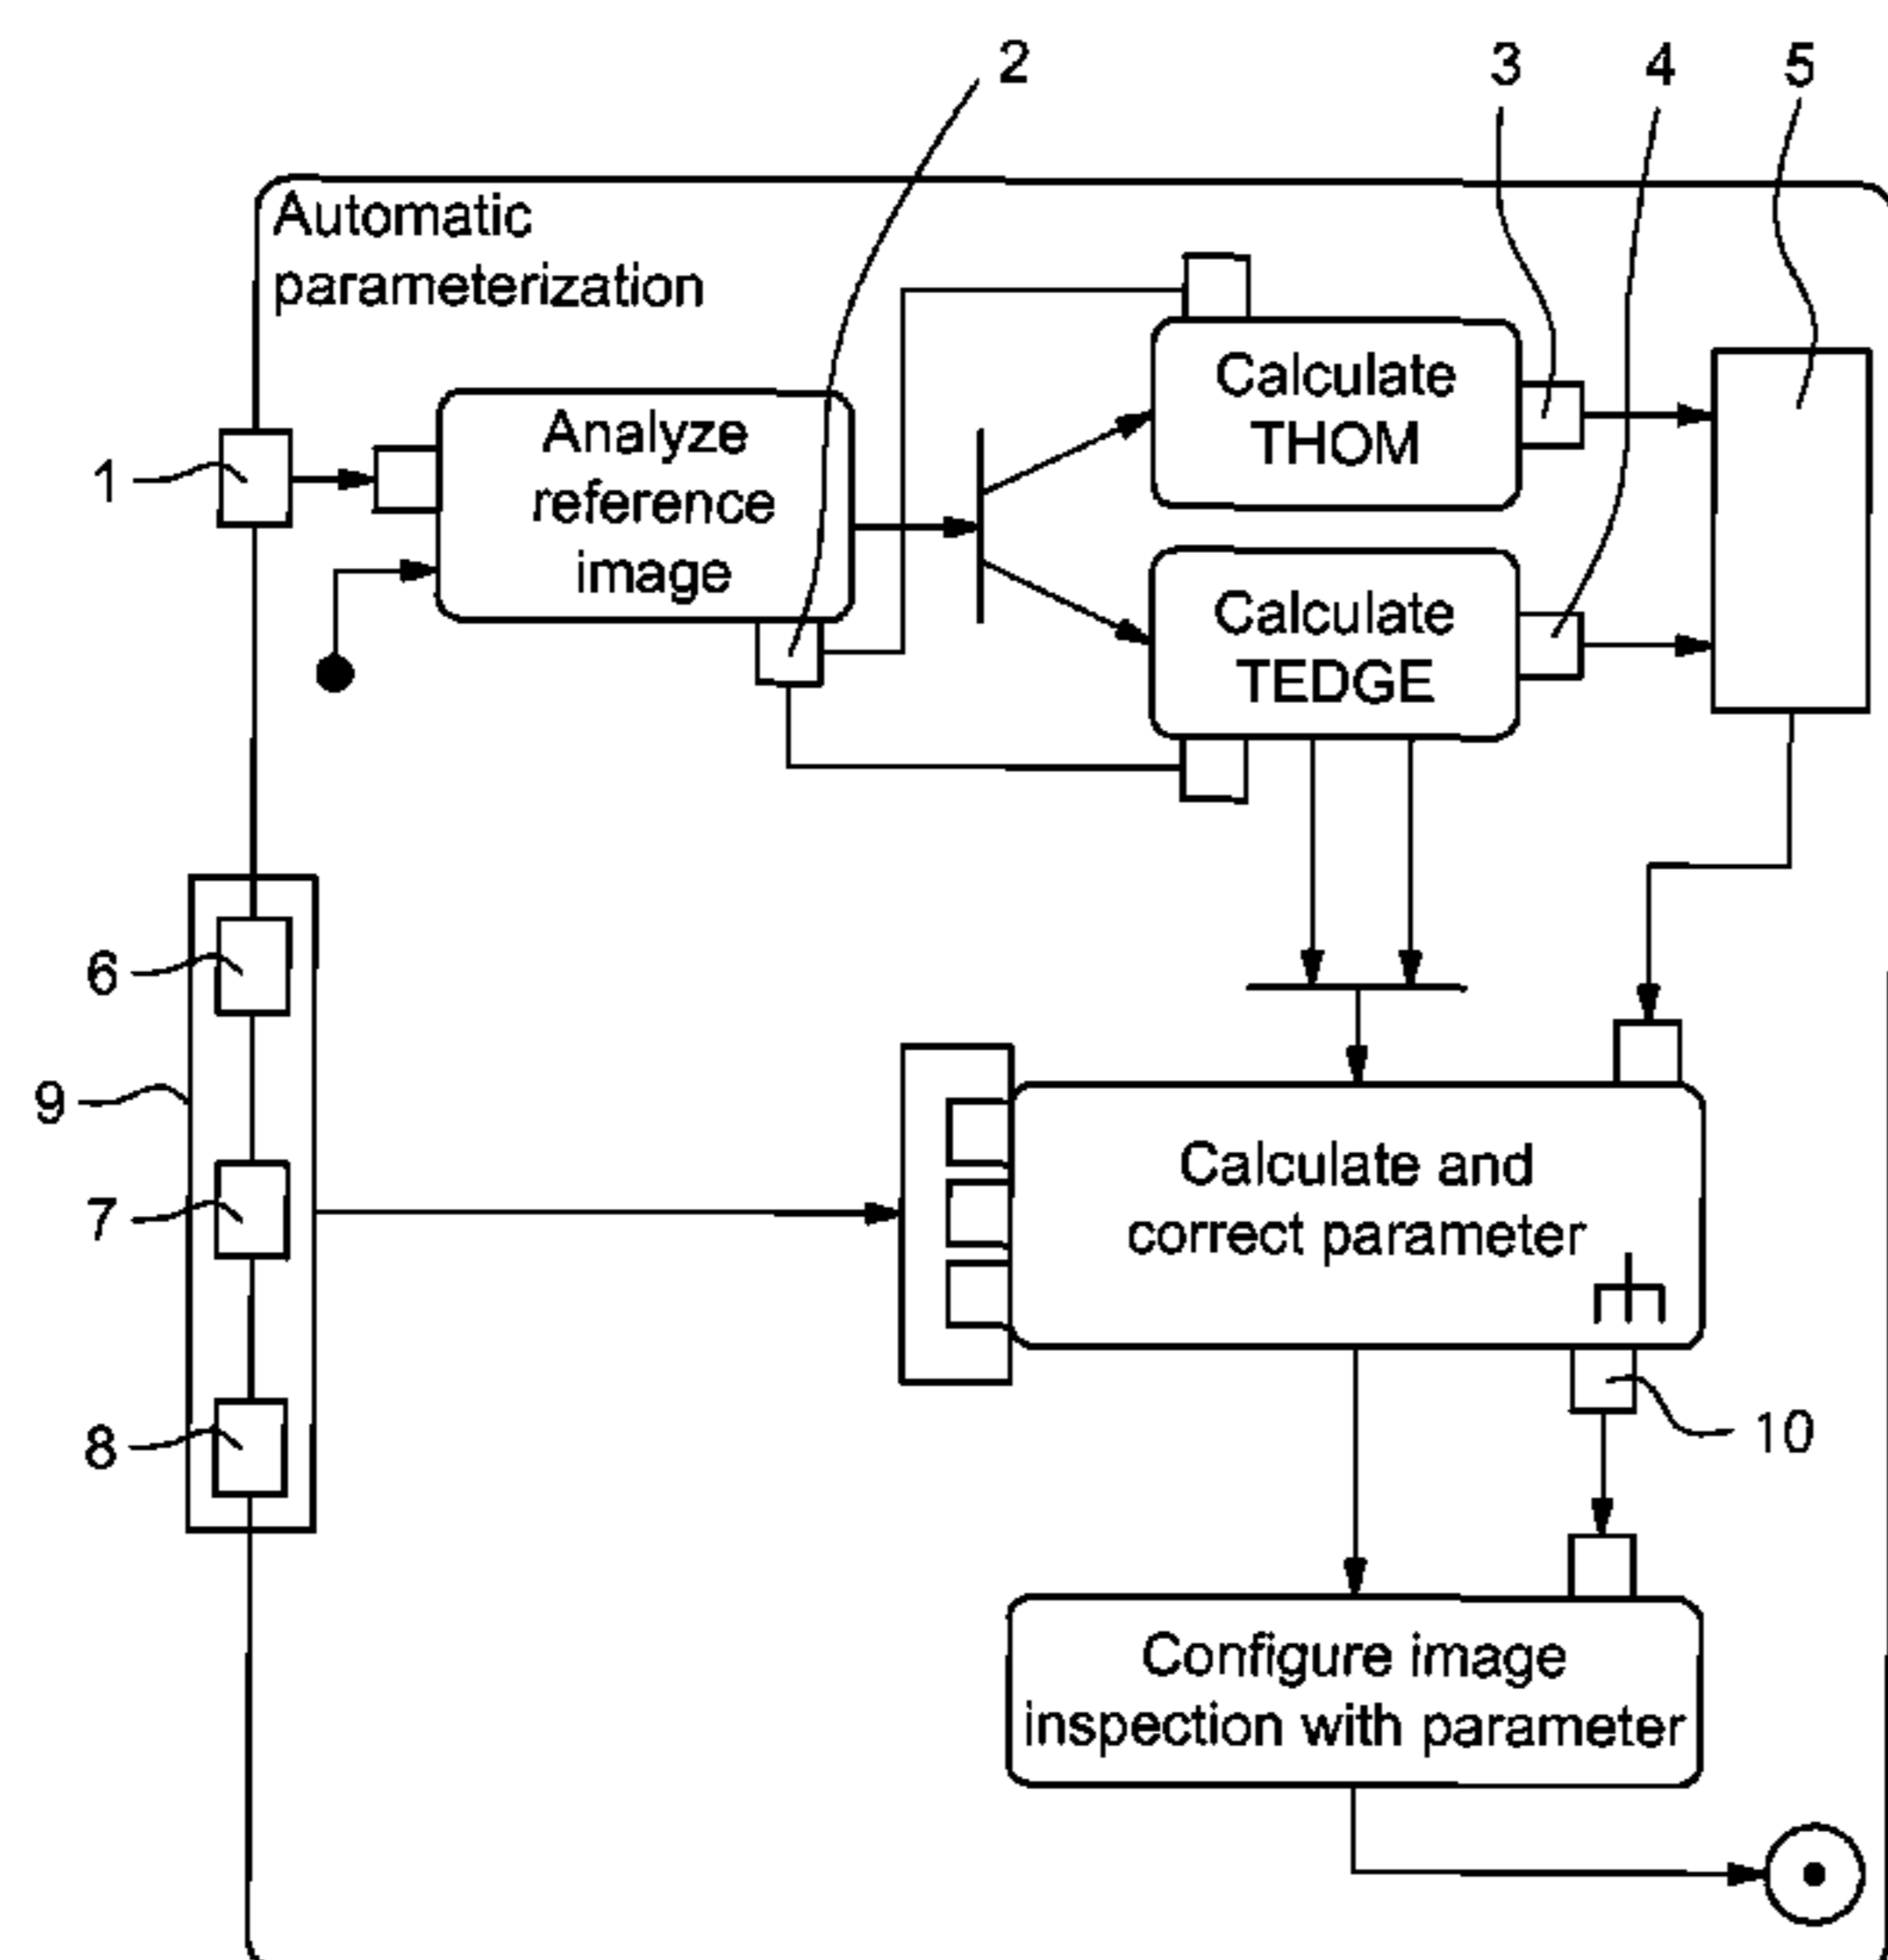 2
3
4
5
Automatic
parameterization
Calculate
THOM
Analyze
reference
image
1
Calculate
TEDGE
6
9
7
Calculate and
correct parameter
8
10
Configure image
inspection with parameter